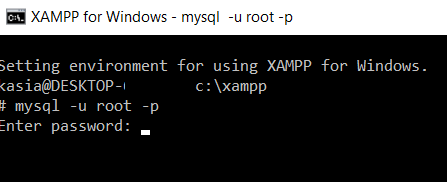 XAMPP for Windows - mysql -u root -p
Setting environment for using XAMPP for Windows.
kasia@DESKTOP- c:\xampp
# mysql -u root -p
Enter password: